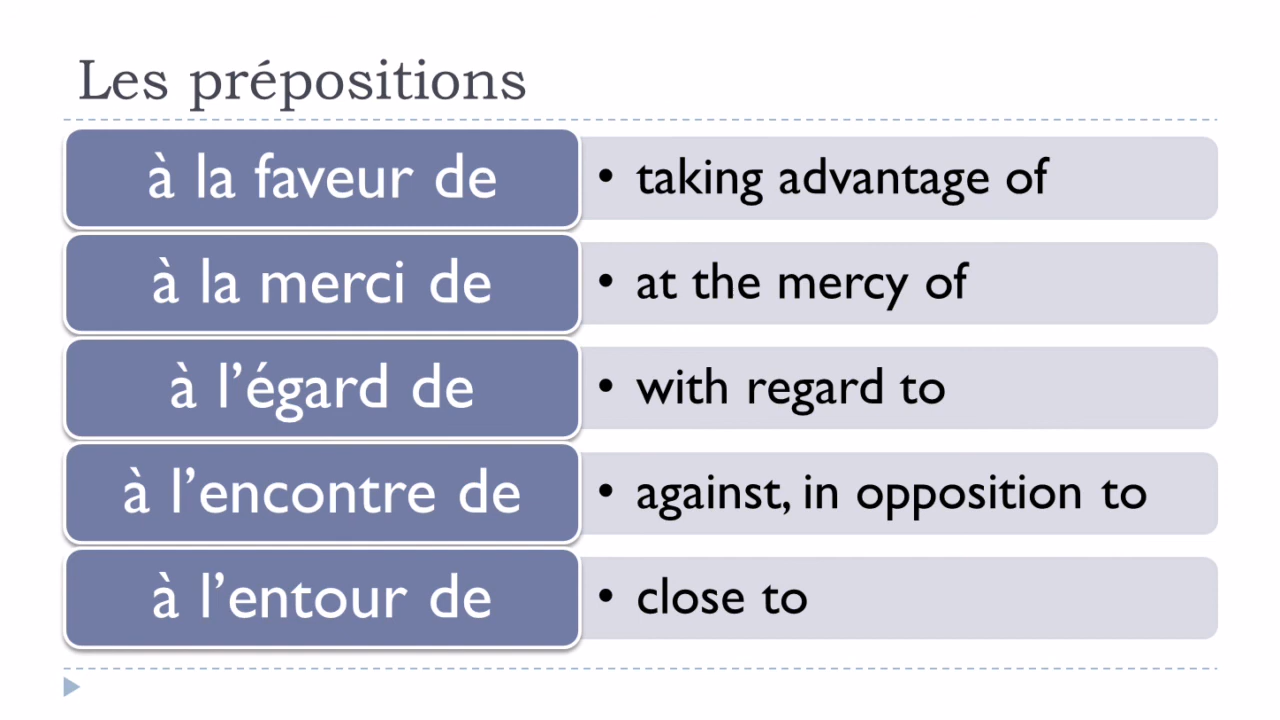 Les prépositions
à la faveur de
• taking advantage of
à la merci de
• at the mercy of
à l’égard de
• with regard to
à l’encontre de
• against, in opposition to
à l’entour de
• close to